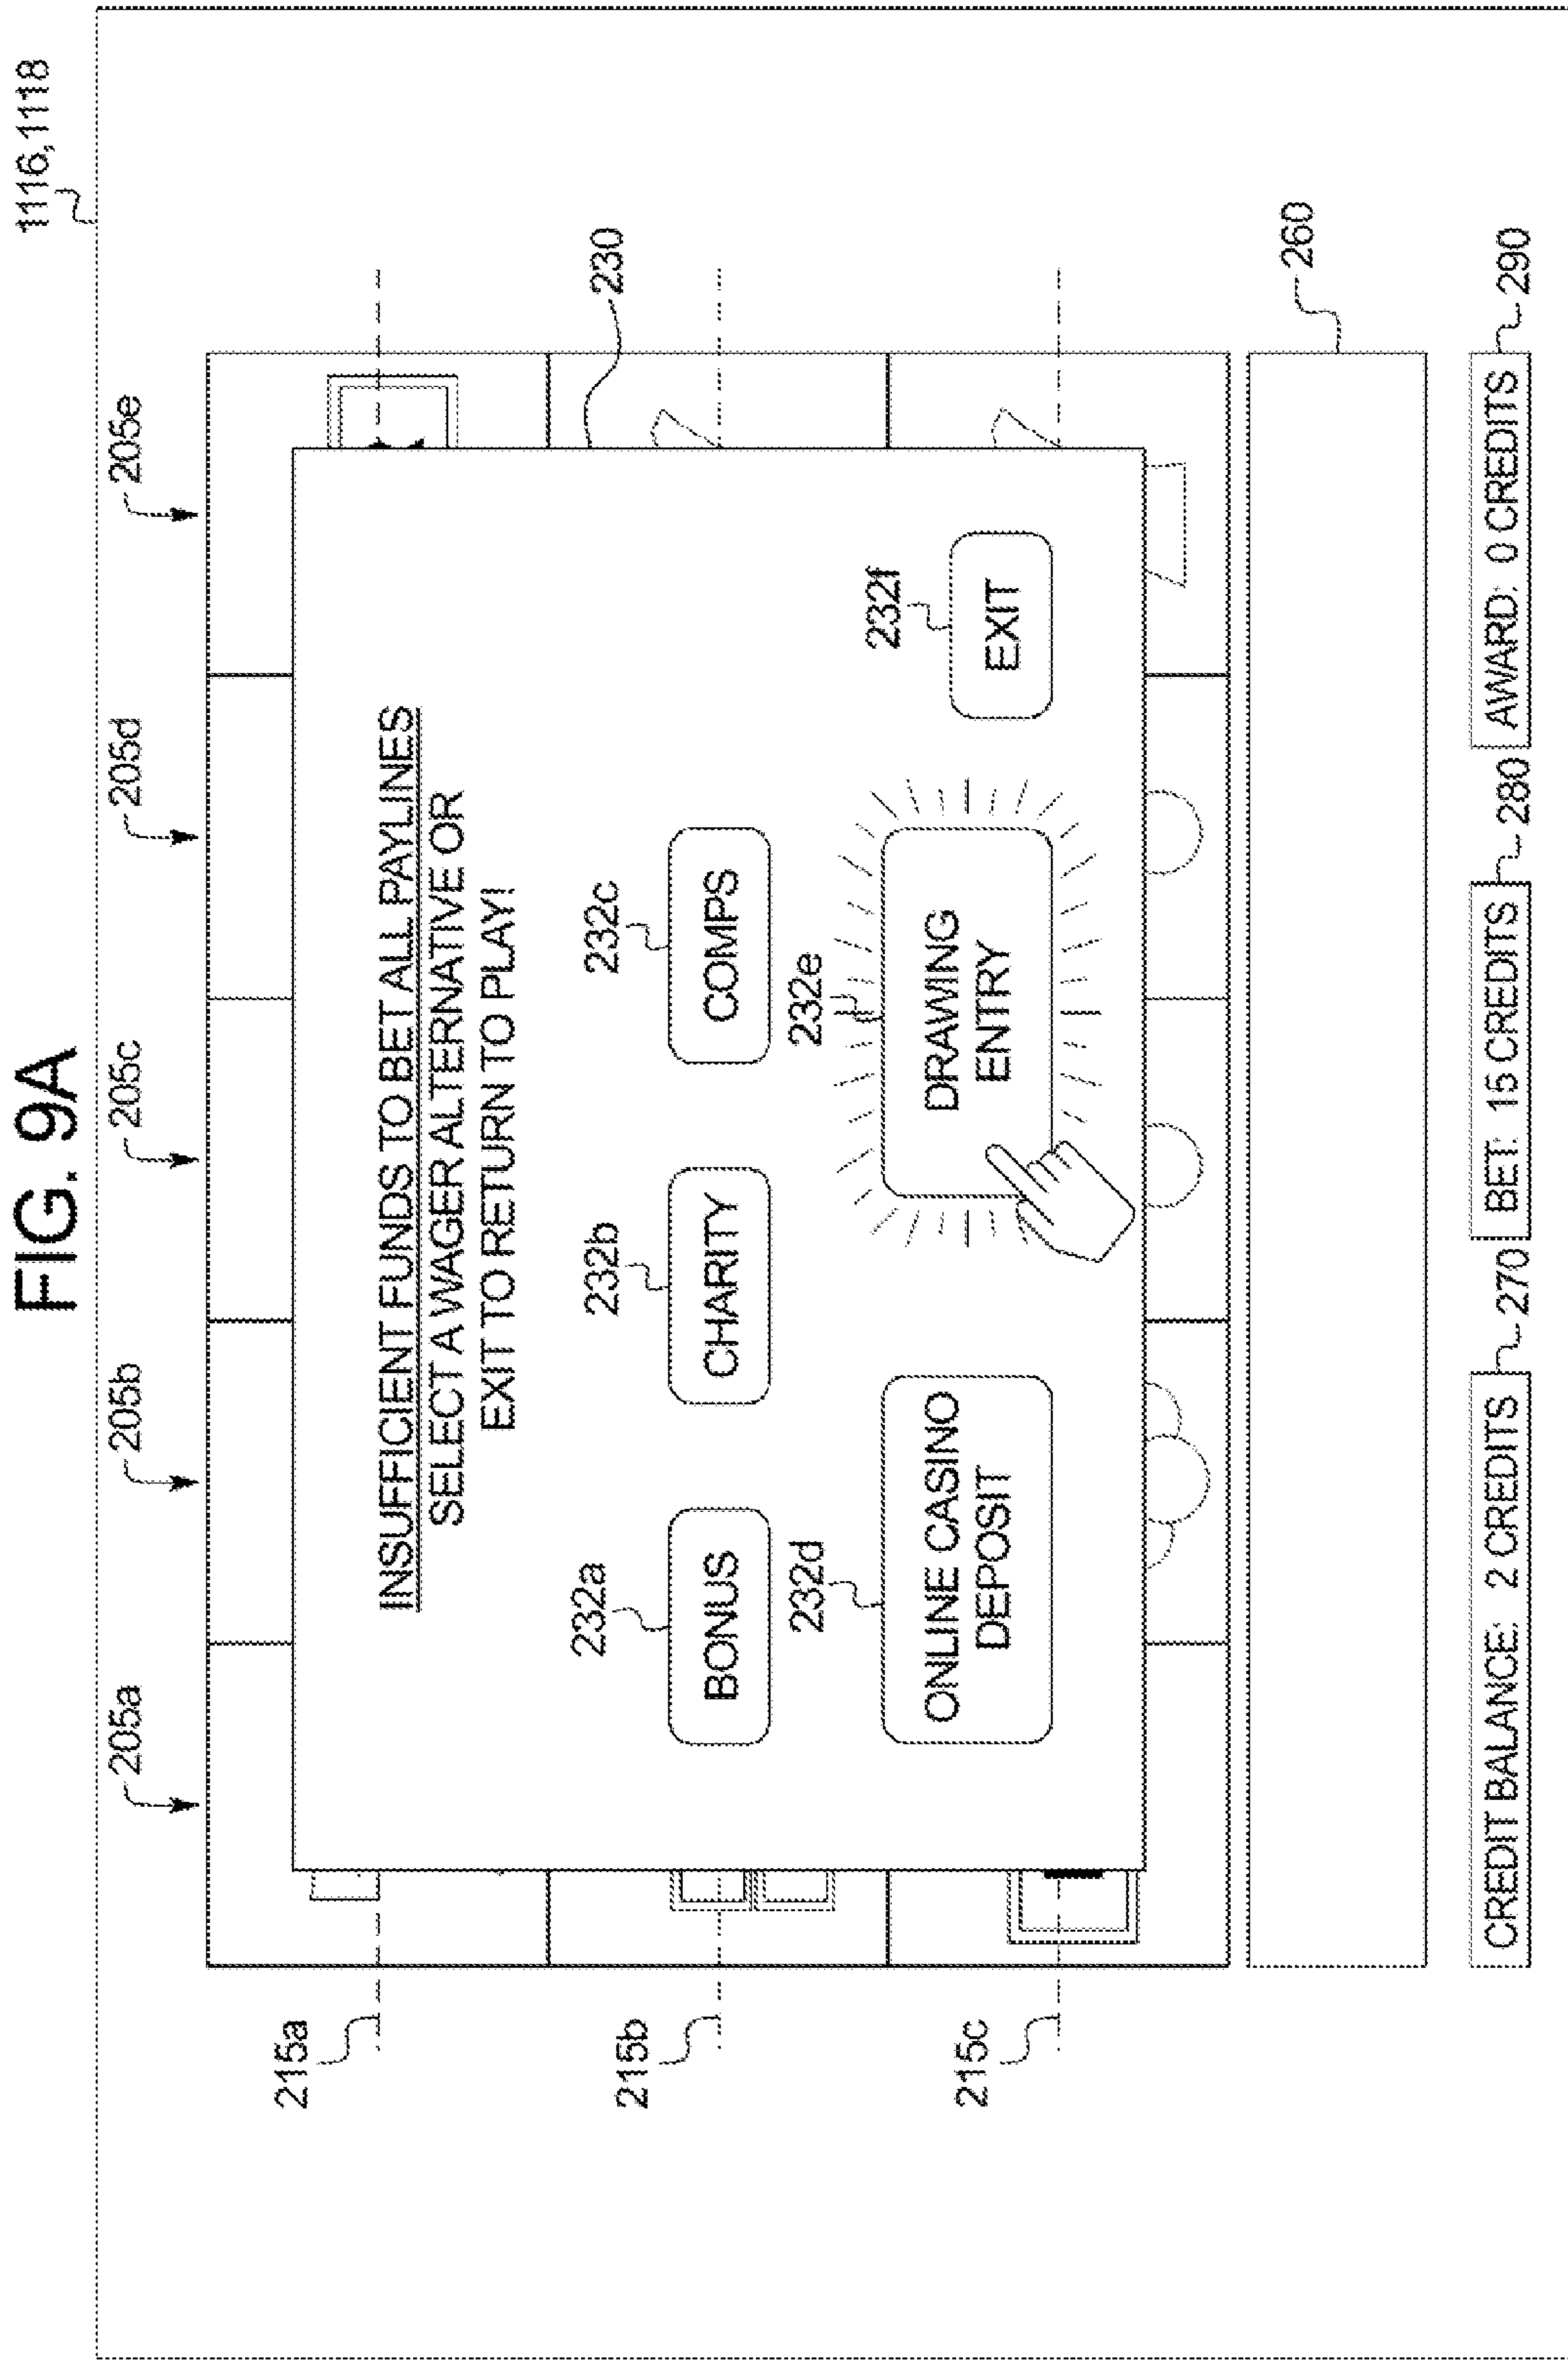 FIG. 9A
1116,1118
205a
205b
205c
205d
205e
215a
215b
215c
230
INSUFFICIENT FUNDS TO BET ALL PAYLINES
SELECT A WAGER ALTERNATIVE OR
EXIT TO RETURN TO PLAY!
232a
232b
232c
BONUS
CHARITY
COMPS
232d
232e
232f
ONLINE CASINO
DEPOSIT
DRAWING
ENTRY
EXIT
260
CREDIT BALANCE: 2 CREDITS
270
BET: 15 CREDITS
280
AWARD: 0 CREDITS
290